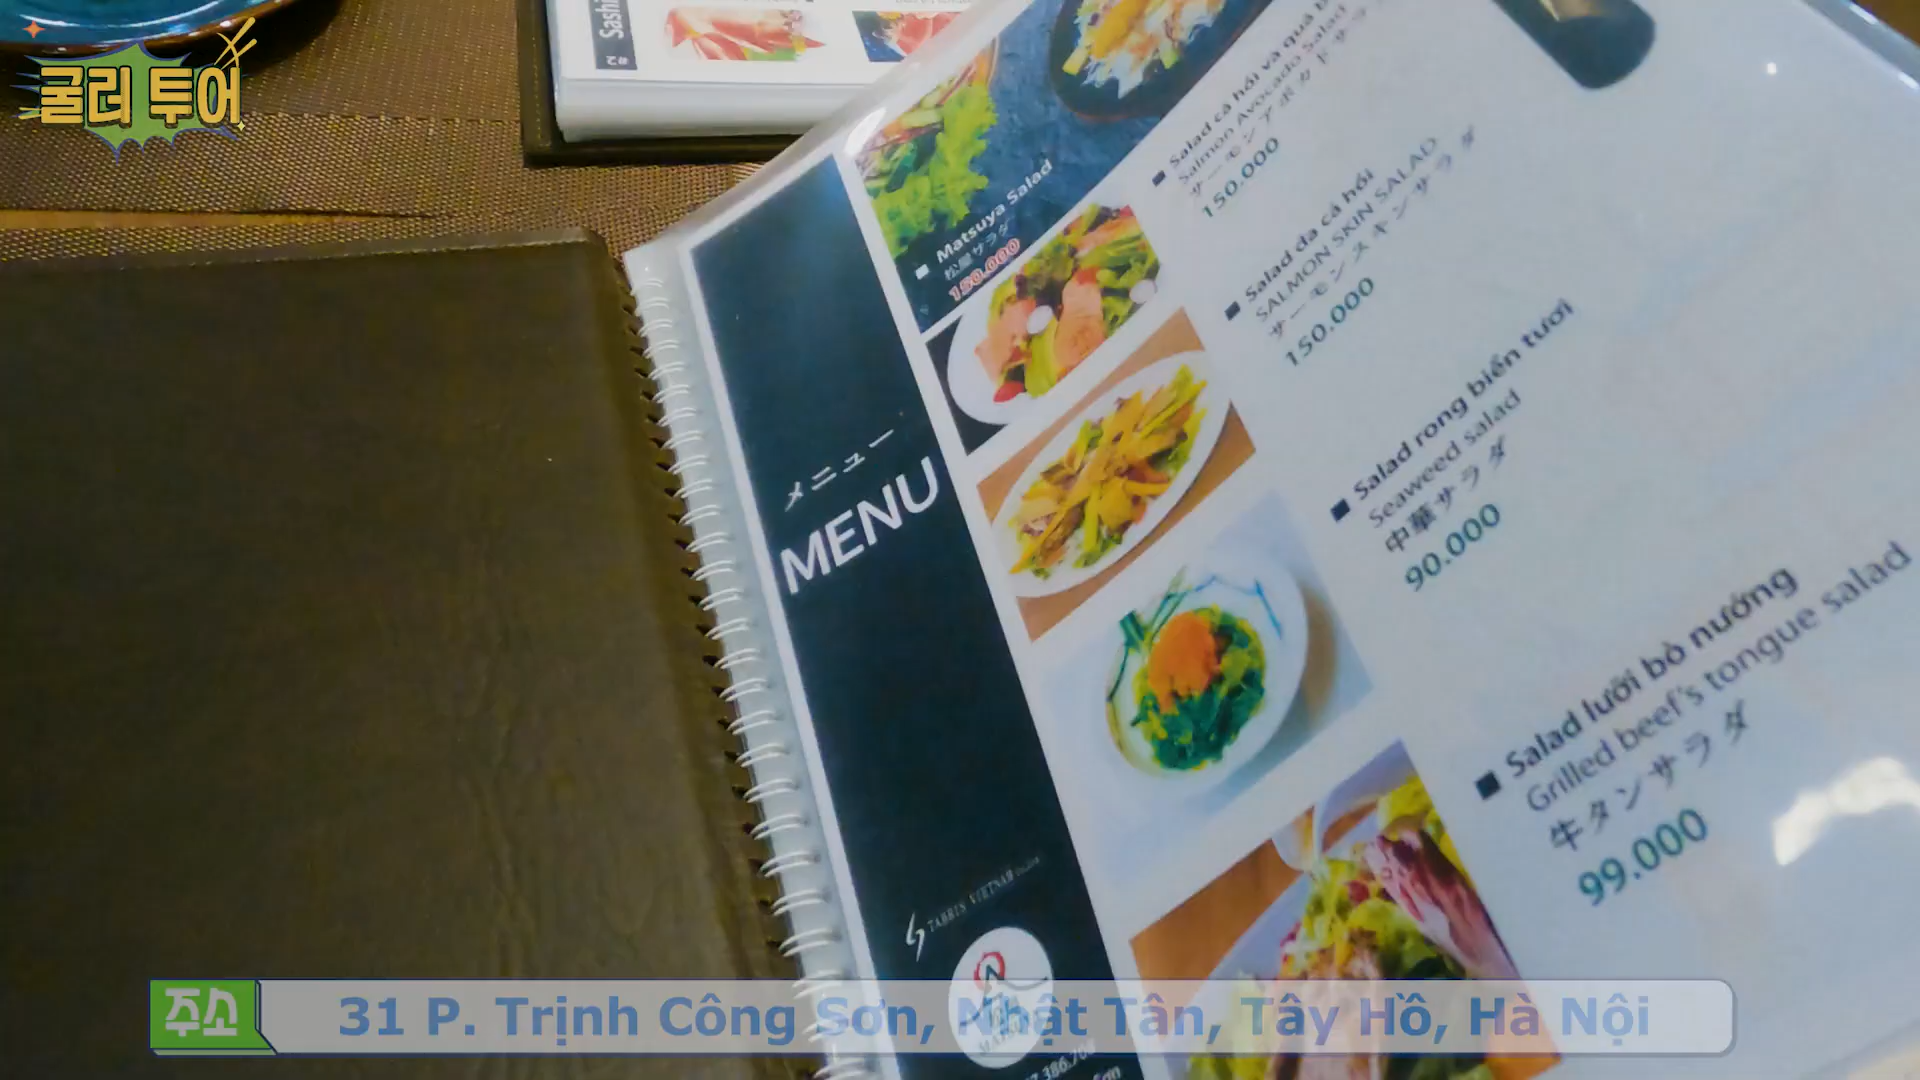 굴러 투어
Sashi
#2
Matsuya Salad
松屋サラダ
150.000
Salad cá hồi và quả b
Salmon Avocado Salad
サーモンアボカドサラ
150.000
Salad da cá hồi
SALMON SKIN SALAD
サーモンスキンサラダ
150.000
Salad rong biển tươi
Seaweed salad
中華サラダ
90.000
Salad lưỡi bò nướng
Grilled beef's tongue salad
牛タンサラダ
99.000
メニュー
MENU
TABBIS VIETNAM
주소
31 P. Trịnh Công Sơn, Nhật Tân, Tây Hồ, Hà Nội